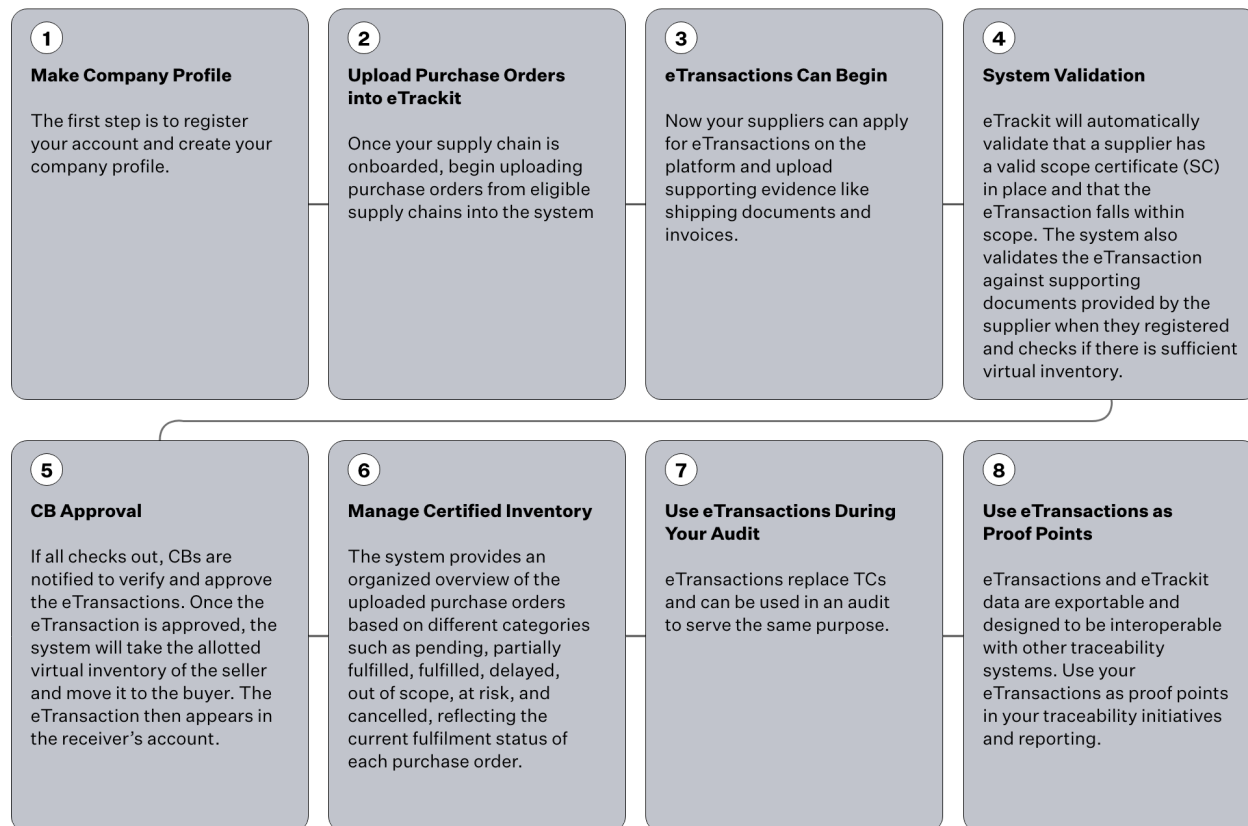 1
Make Company Profile
The first step is to register
your account and create your
company profile.
2
Upload Purchase Orders
into eTrackit
Once your supply chain is
onboarded, begin uploading
purchase orders from eligible
supply chains into the system
3
eTransactions Can Begin
Now your suppliers can apply
for eTransactions on the
platform and upload
supporting evidence like
shipping documents and
invoices.
4
System Validation
eTrackit will automatically
validate that a supplier has
a valid scope certificate (SC)
in place and that the
eTransaction falls within
scope. The system also
validates the eTransaction
against supporting
documents provided by the
supplier when they registered
and checks if there is sufficient
virtual inventory.
5
CB Approval
If all checks out, CBs are
notified to verify and approve
the eTransactions. Once the
eTransaction is approved, the
system will take the allotted
virtual inventory of the seller
and move it to the buyer. The
eTransaction then appears in
the receiver’s account.
6
Manage Certified Inventory
The system provides an
organized overview of the
uploaded purchase orders
based on different categories
such as pending, partially
fulfilled, fulfilled, delayed,
out of scope, at risk, and
cancelled, reflecting the
current fulfilment status of
each purchase order.
7
Use eTransactions During
Your Audit
eTransactions replace TCs
and can be used in an audit
to serve the same purpose.
8
Use eTransactions as
Proof Points
eTransactions and eTrackit
data are exportable and
designed to be interoperable
with other traceability
systems. Use your
eTransactions as proof points
in your traceability initiatives
and reporting.